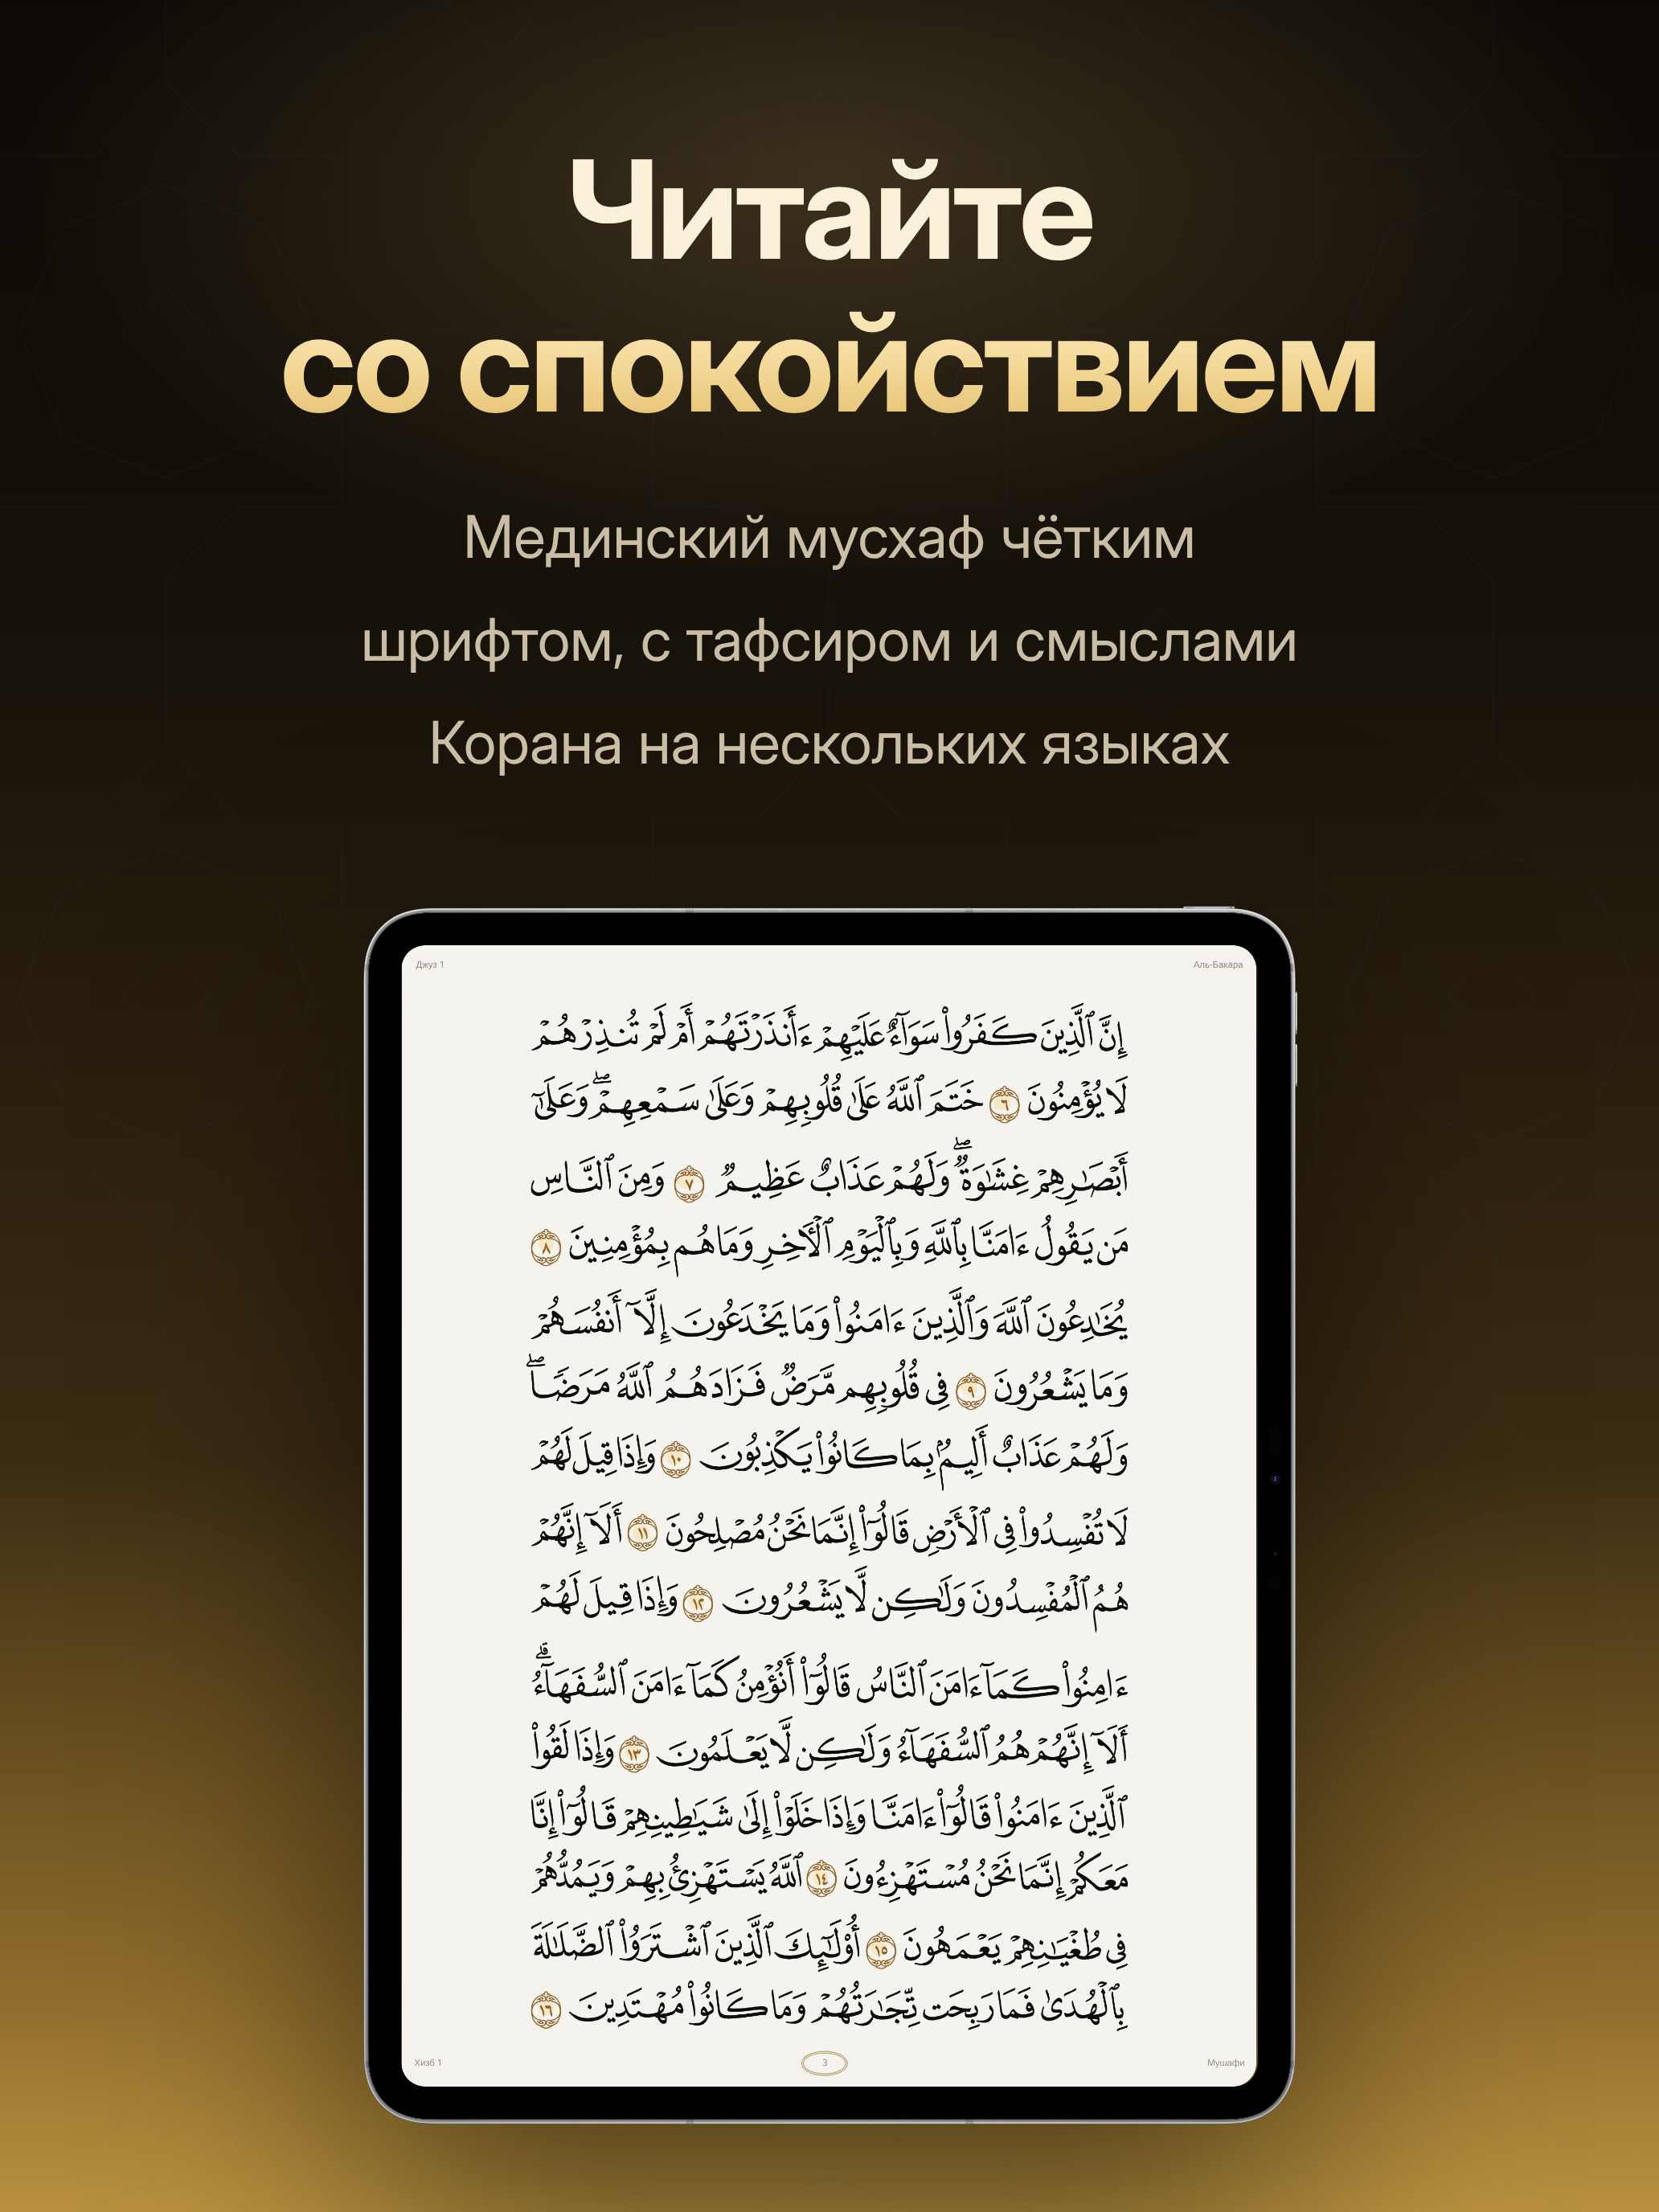 Читайте
со спокойствием
Мединский мусхаф чётким
шрифтом, с тафсиром и смыслами
Корана на нескольких языках
Джуз 1
Аль-Бакара
إِنَّ ٱلَّذِينَ كَفَرُوا۟ سَوَآءٌ عَلَيْهِمْ ءَأَنذَرْتَهُمْ أَمْ لَمْ تُنذِرْهُمْ
لَا يُؤْمِنُونَ ٦ خَتَمَ ٱللَّهُ عَلَىٰ قُلُوبِهِمْ وَعَلَىٰ سَمْعِهِمْ ۖ وَعَلَىٰٓ
أَبْصَـٰرِهِمْ غِشَـٰوَةٌ ۖ وَلَهُمْ عَذَابٌ عَظِيمٌ ٧ وَمِنَ ٱلنَّاسِ
مَن يَقُولُ ءَامَنَّا بِٱللَّهِ وَبِٱلْيَوْمِ ٱلْـَٔاخِرِ وَمَا هُم بِمُؤْمِنِينَ ٨
يُخَـٰدِعُونَ ٱللَّهَ وَٱلَّذِينَ ءَامَنُوا۟ وَمَا يَخْدَعُونَ إِلَّآ أَنفُسَهُمْ
وَمَا يَشْعُرُونَ ٩ فِى قُلُوبِهِم مَّرَضٌ فَزَادَهُمُ ٱللَّهُ مَرَضًا ۖ
وَلَهُمْ عَذَابٌ أَلِيمٌۢ بِمَا كَانُوا۟ يَكْذِبُونَ ١٠ وَإِذَا قِيلَ لَهُمْ
لَا تُفْسِدُوا۟ فِى ٱلْأَرْضِ قَالُوٓا۟ إِنَّمَا نَحْنُ مُصْلِحُونَ ١١ أَلَآ إِنَّهُمْ
هُمُ ٱلْمُفْسِدُونَ وَلَـٰكِن لَّا يَشْعُرُونَ ١٢ وَإِذَا قِيلَ لَهُمْ
ءَامِنُوا۟ كَمَآ ءَامَنَ ٱلنَّاسُ قَالُوٓا۟ أَنُؤْمِنُ كَمَآ ءَامَنَ ٱلسُّفَهَآءُ ۗ
أَلَآ إِنَّهُمْ هُمُ ٱلسُّفَهَآءُ وَلَـٰكِن لَّا يَعْلَمُونَ ١٣ وَإِذَا لَقُوا۟
ٱلَّذِينَ ءَامَنُوا۟ قَالُوٓا۟ ءَامَنَّا وَإِذَا خَلَوْا۟ إِلَىٰ شَيَـٰطِينِهِمْ قَالُوٓا۟ إِنَّا
مَعَكُمْ إِنَّمَا نَحْنُ مُسْتَهْزِءُونَ ١٤ ٱللَّهُ يَسْتَهْزِئُ بِهِمْ وَيَمُدُّهُمْ
فِى طُغْيَـٰنِهِمْ يَعْمَهُونَ ١٥ أُو۟لَـٰٓئِكَ ٱلَّذِينَ ٱشْتَرَوُا۟ ٱلضَّلَـٰلَةَ
بِٱلْهُدَىٰ فَمَا رَبِحَت تِّجَـٰرَتُهُمْ وَمَا كَانُوا۟ مُهْتَدِينَ ١٦
Хизб 1
3
Мушафи